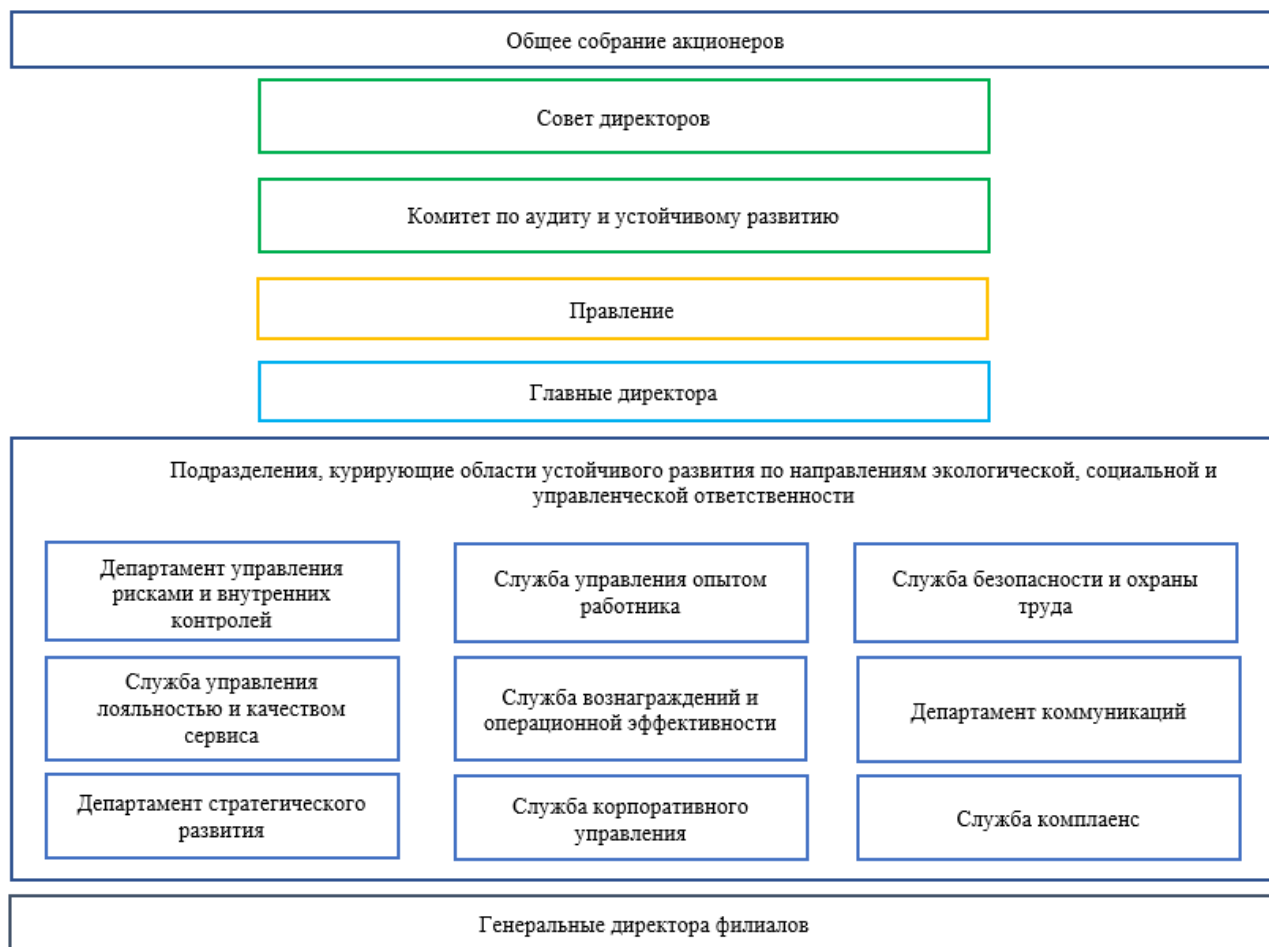 Общее собрание акционеров
Совет директоров
Комитет по аудиту и устойчивому развитию
Правление
Главные директора
Подразделения, курирующие области устойчивого развития по направлениям экологической, социальной и
управленческой ответственности
Департамент управления
рисками и внутренних
контролей
Служба управления опытом
работника
Служба безопасности и охраны
труда
Служба управления
лояльностью и качеством
сервиса
Служба вознаграждений и
операционной эффективности
Департамент коммуникаций
Департамент стратегического
развития
Служба корпоративного
управления
Служба комплаенс
Генеральные директора филиалов